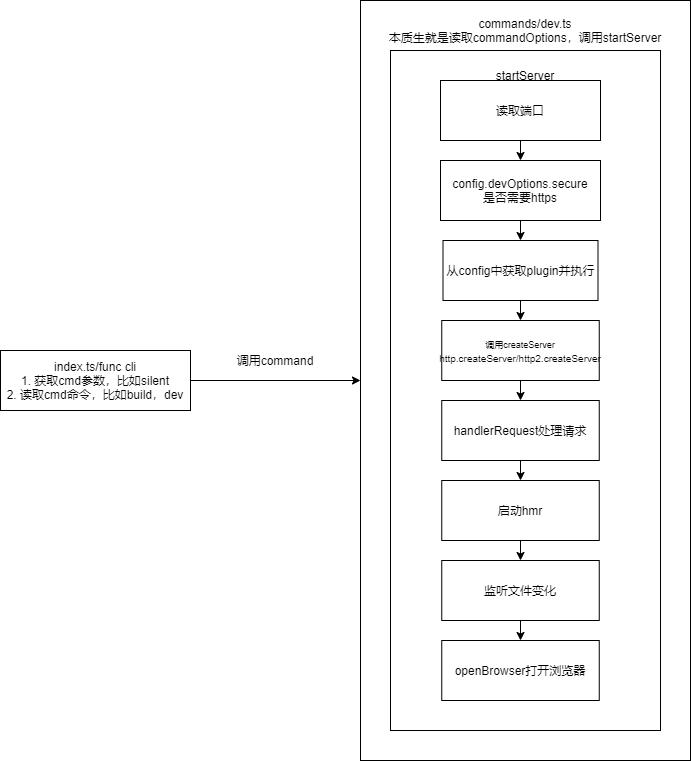 commands/dev.ts
本质生就是读取commandOptions，调用startServer
startServer
读取端口
config.devOptions.secure
是否需要https
从config中获取plugin并执行
调用createServer
http.createServer/http2.createServer
handlerRequest处理请求
启动hmr
监听文件变化
openBrowser打开浏览器
index.ts/func cli
1. 获取cmd参数，比如silent
2. 读取cmd命令，比如build，dev
调用command